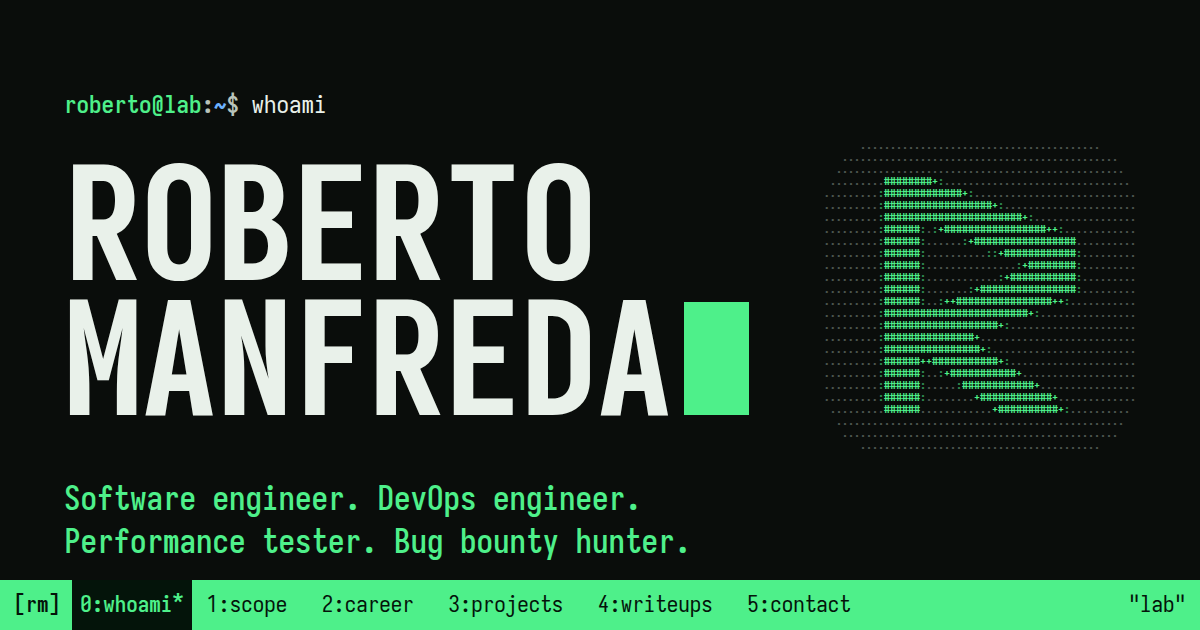 roberto@lab:~$ whoami
ROBERTO
MANFREDA
Software engineer. DevOps engineer.
Performance tester. Bug bounty hunter.
[rm] 0:whoami* 1:scope 2:career 3:projects 4:writeups 5:contact "lab"